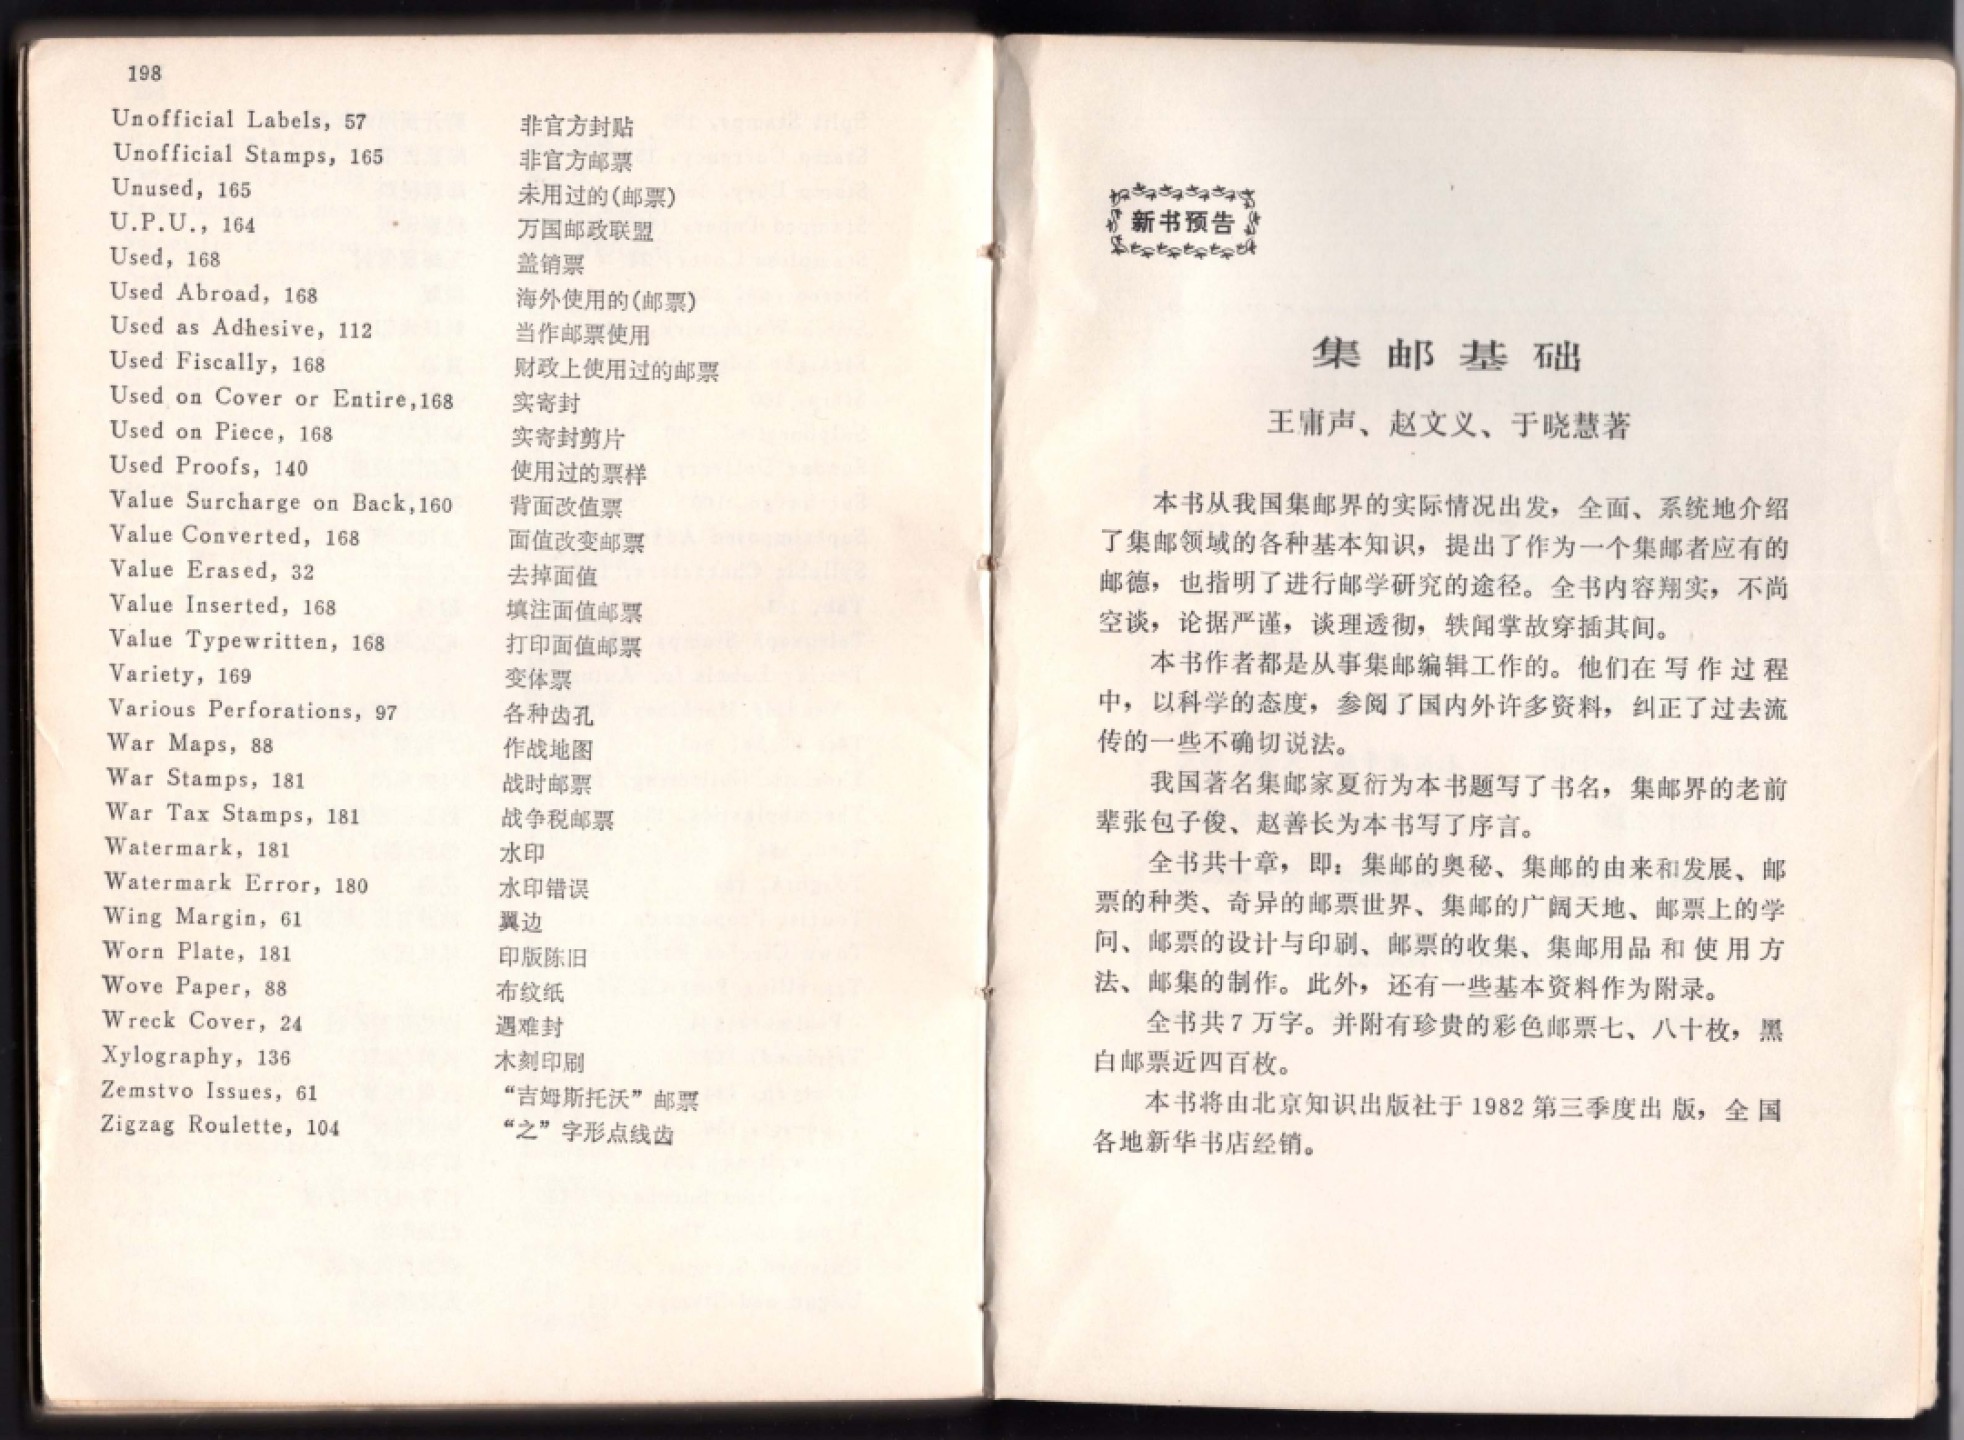 198
Unofficial Labels, 57 非官方封贴
Unofficial Stamps, 165 非官方邮票
Unused, 165 未用过的(邮票)
U.P.U., 164 万国邮政联盟
Used, 168 盖销票
Used Abroad, 168 海外使用的(邮票)
Used as Adhesive, 112 当作邮票使用
Used Fiscally, 168 财政上使用过的邮票
Used on Cover or Entire,168 实寄封
Used on Piece, 168 实寄封剪片
Used Proofs, 140 使用过的票样
Value Surcharge on Back,160 背面改值票
Value Converted, 168 面值改变邮票
Value Erased, 32 去掉面值
Value Inserted, 168 填注面值邮票
Value Typewritten, 168 打印面值邮票
Variety, 169 变体票
Various Perforations, 97 各种齿孔
War Maps, 88 作战地图
War Stamps, 181 战时邮票
War Tax Stamps, 181 战争税邮票
Watermark, 181 水印
Watermark Error, 180 水印错误
Wing Margin, 61 翼边
Worn Plate, 181 印版陈旧
Wove Paper, 88 布纹纸
Wreck Cover, 24 遇难封
Xylography, 136 木刻印刷
Zemstvo Issues, 61 “吉姆斯托沃”邮票
Zigzag Roulette, 104 “之”字形点线齿
新书预告
集邮基础
王庸声、赵文义、于晓慧著
本书从我国集邮界的实际情况出发，全面、系统地介绍
了集邮领域的各种基本知识，提出了作为一个集邮者应有的
邮德，也指明了进行邮学研究的途径。全书内容翔实，不尚
空谈，论据严谨，谈理透彻，轶闻掌故穿插其间。
本书作者都是从事集邮编辑工作的。他们在写作过程
中，以科学的态度，参阅了国内外许多资料，纠正了过去流
传的一些不确切说法。
我国著名集邮家夏衍为本书题写了书名，集邮界的老前
辈张包子俊、赵善长为本书写了序言。
全书共十章，即：集邮的奥秘、集邮的由来和发展、邮
票的种类、奇异的邮票世界、集邮的广阔天地、邮票上的学
问、邮票的设计与印刷、邮票的收集、集邮用品和使用方
法、邮集的制作。此外，还有一些基本资料作为附录。
全书共7万字。并附有珍贵的彩色邮票七、八十枚，黑
白邮票近四百枚。
本书将由北京知识出版社于1982第三季度出版，全国
各地新华书店经销。